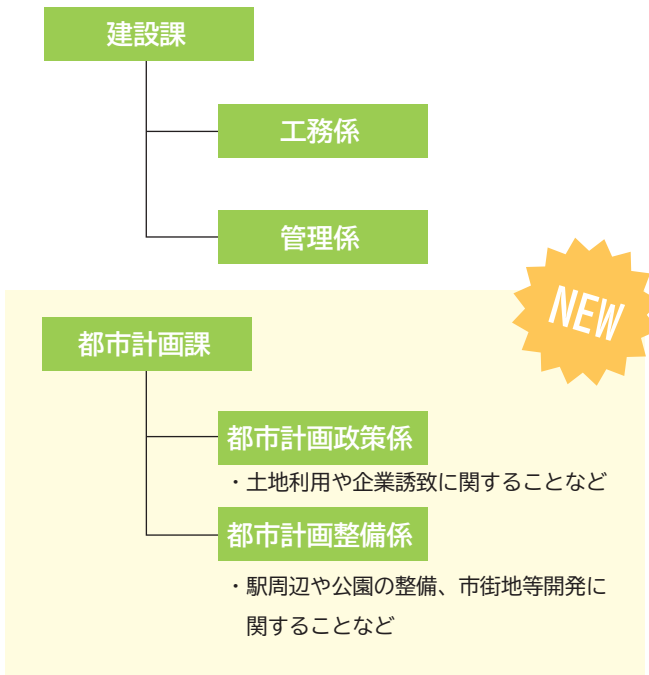 建設課
工務係
管理係
NEW
都市計画課
都市計画政策係
・土地利用や企業誘致に関することなど
都市計画整備係
・駅周辺や公園の整備、市街地等開発に
関することなど